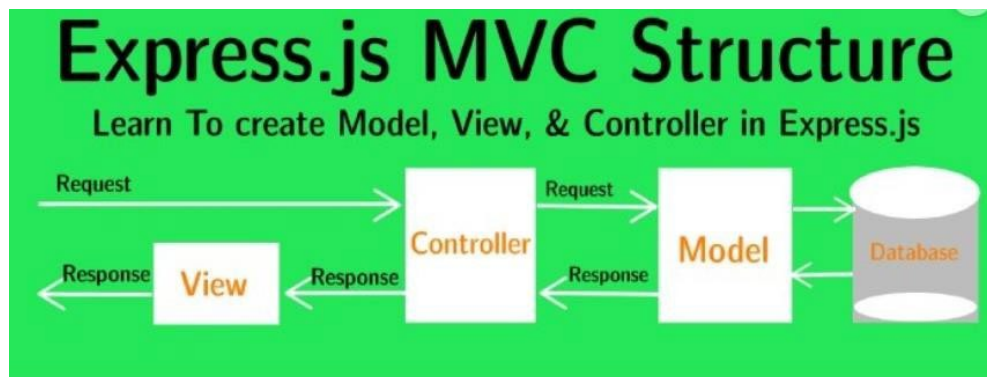 Express.js MVC Structure
Learn To create Model, View, & Controller in Express.js
Request
Request
Controller
Model
Database
Response
View
Response
Response